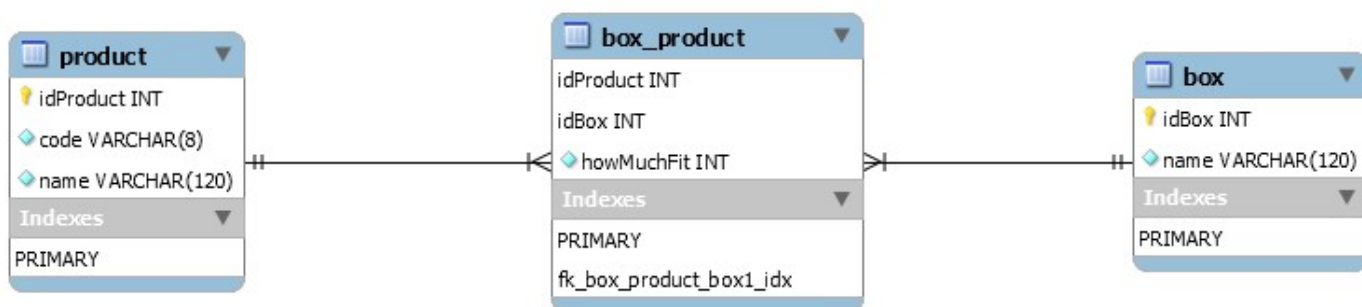 product
idProduct INT
code VARCHAR(8)
name VARCHAR(120)
Indexes
PRIMARY
box_product
idProduct INT
idBox INT
howMuchFit INT
Indexes
PRIMARY
fk_box_product_box1_idx
box
idBox INT
name VARCHAR(120)
Indexes
PRIMARY